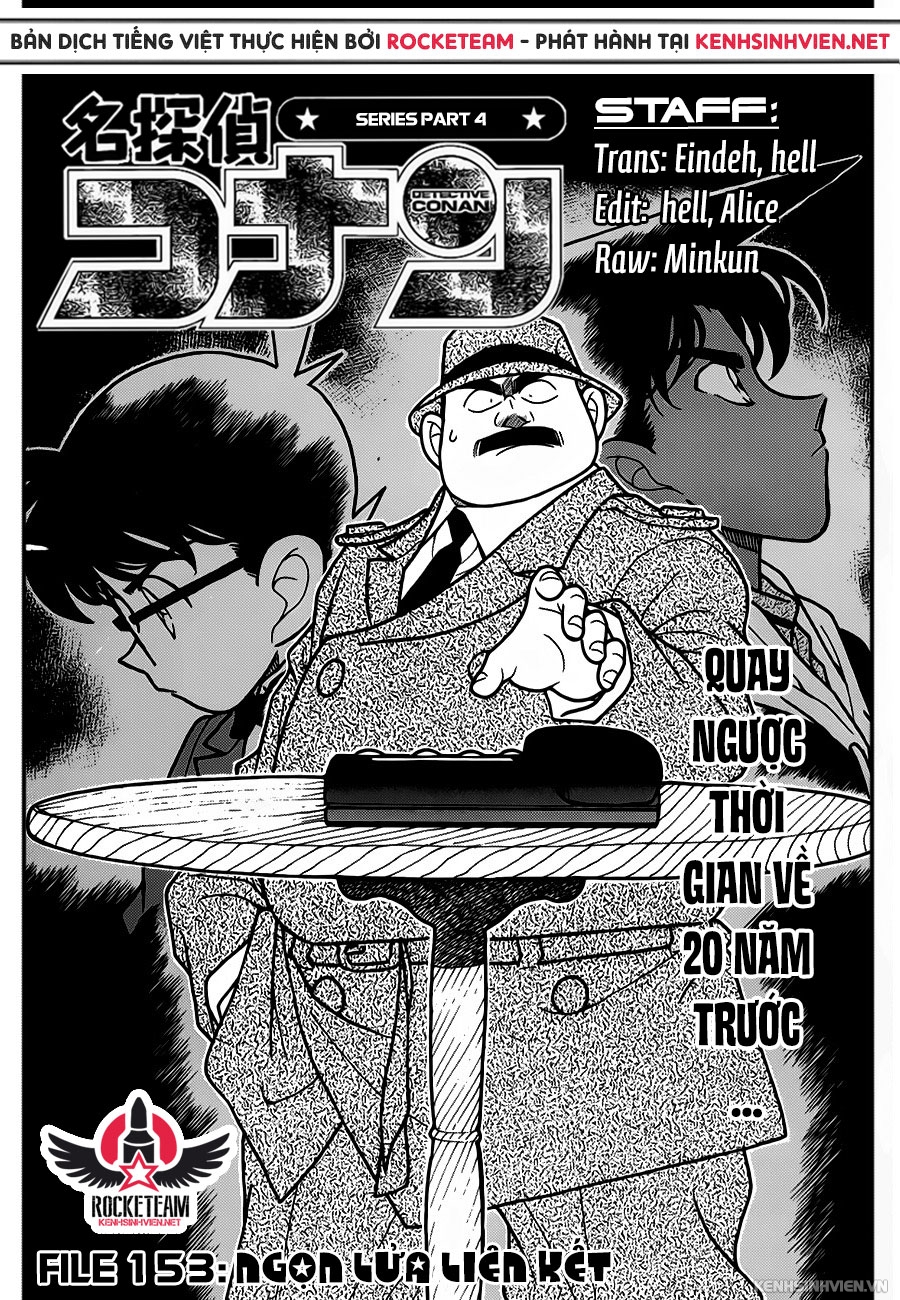 BẢN DỊCH TIẾNG VIỆT THỰC HIỆN BỞI ROCKETEAM - PHÁT HÀNH TẠI KENHSINHVIEN.NET
名探偵
★ SERIES PART 4 ★
コナン
DETECTIVE
CONAN
STAFF:
Trans: Eindeh, hell
Edit: hell, Alice
Raw: Minkun
QUAY
NGƯỢC
THỜI
GIAN VỀ
20 NĂM
TRƯỚC
...
ROCKETEAM
KENHSINHVIEN.NET
FILE 153: NGỌN LỬA LIÊN KẾT
KENHSINHVIEN.VN